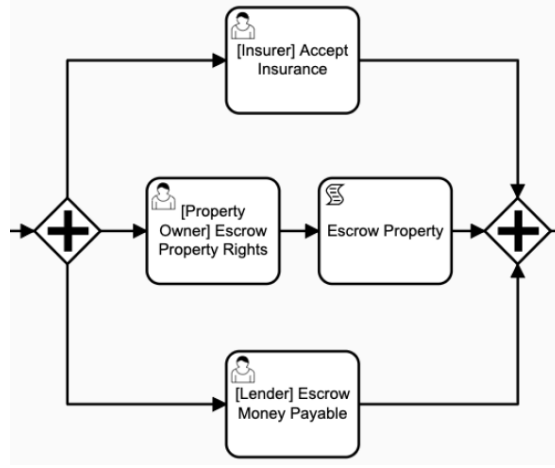 [Insurer] Accept
Insurance
[Property
Owner] Escrow
Property Rights
Escrow Property
[Lender] Escrow
Money Payable